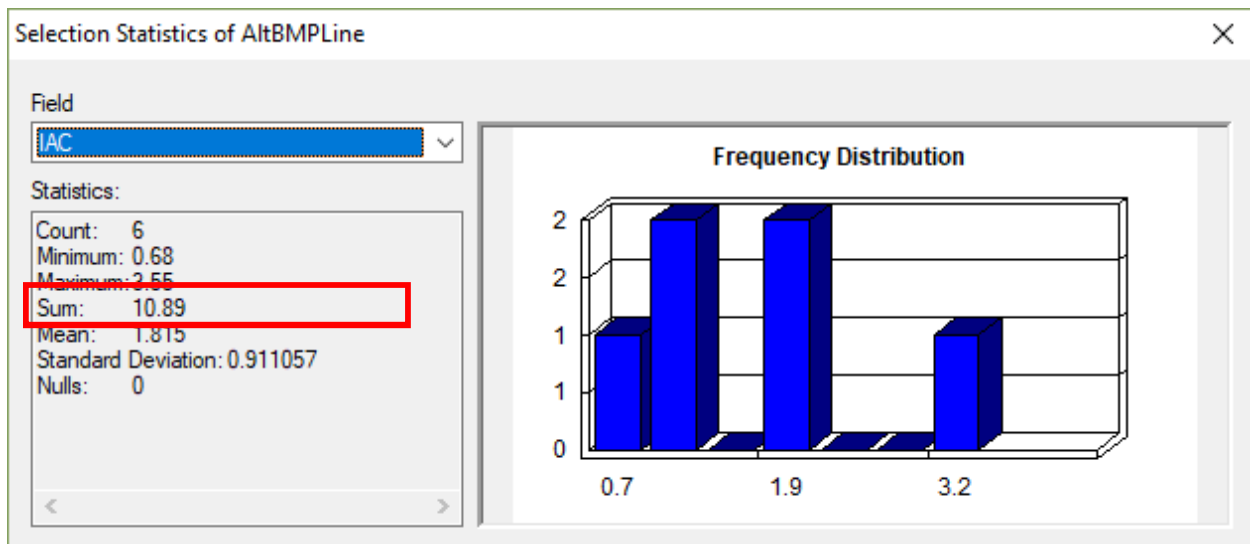 Selection Statistics of AltBMPLine
Field
IAC
Statistics:
Count: 6
Minimum: 0.68
Maximum: 3.55
Sum: 10.89
Mean: 1.815
Standard Deviation: 0.911057
Nulls: 0
Frequency Distribution
2
2
1
1
0
0.7 1.9 3.2